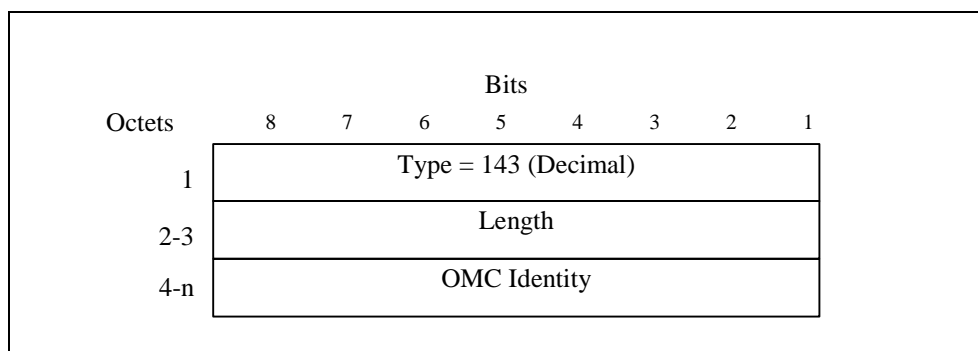 Bits
Octets 8 7 6 5 4 3 2 1
1 Type = 143 (Decimal)
2-3 Length
4-n OMC Identity